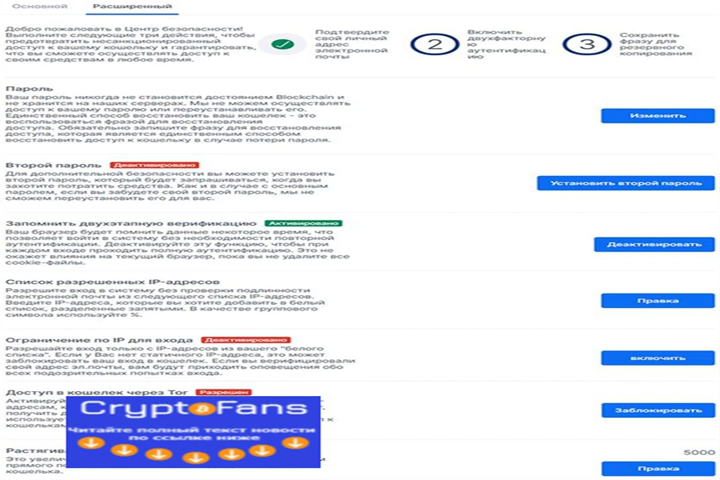 Основной Расширенный
Добро пожаловать в Центр безопасности!
Выполните следующие три действия, чтобы
предотвратить несанкционированный
доступ к вашему кошельку и гарантировать,
что вы сможете осуществлять доступ к
своим средствам в любое время.
Подтвердите
свой личный
адрес
электронной
почты
2
Включить
двухфакторну
ю
аутентификац
ию
3
Сохранить
фразу для
резервного
копирования
Пароль
Ваш пароль никогда не становится достоянием Blockchain и
не хранится на наших серверах. Мы не можем осуществлять
доступ к вашему паролю или переустанавливать его.
Единственный способ восстановить ваш кошелек - это
воспользоваться фразой для восстановления
доступа. Обязательно запишите фразу для восстановления
доступа, которая является единственным способом
восстановить доступ к кошельку в случае потери пароля.
Изменить
Второй пароль Деактивировано
Для дополнительной безопасности вы можете установить
второй пароль, который будет запрашиваться, когда вы
захотите потратить средства. Как и в случае с основным
паролем, если вы забудете свой второй пароль, мы не
сможем переустановить его для вас.
Установить второй пароль
Запомнить двухэтапную верификацию Активировано
Ваш браузер будет помнить данные некоторое время, что
позволяет войти в систему без необходимости повторной
аутентификации. Деактивируйте эту функцию, чтобы при
каждом входе проходить полную аутентификацию. Это не
окажет влияния на текущий браузер, пока вы не удалите все
cookie-файлы.
Деактивировать
Список разрешенных IP-адресов
Разрешите вход в систему без проверки подлинности
электронной почты из следующего списка IP-адресов.
Введите IP-адреса, которые вы хотите добавить в белый
список, разделенные запятыми. В качестве группового
символа используйте %.
Правка
Ограничение по IP для входа Деактивировано
Разрешайте вход только с IP-адресов из вашего "белого
списка". Если у Вас нет статичного IP-адреса, это может
заблокировать ваш вход в кошелек. Если вы верифицировали
свой адрес эл.почты, вам будут приходить оповещения обо
всех подозрительных попытках входа.
включить
Доступ в кошелек через Tor Разрешен
адресам,
кошелькам
Заблокировать
CryptoFans
Читайте полный текст новости
по ссылке ниже
5000
Это
прямого
кошелька.
Правка